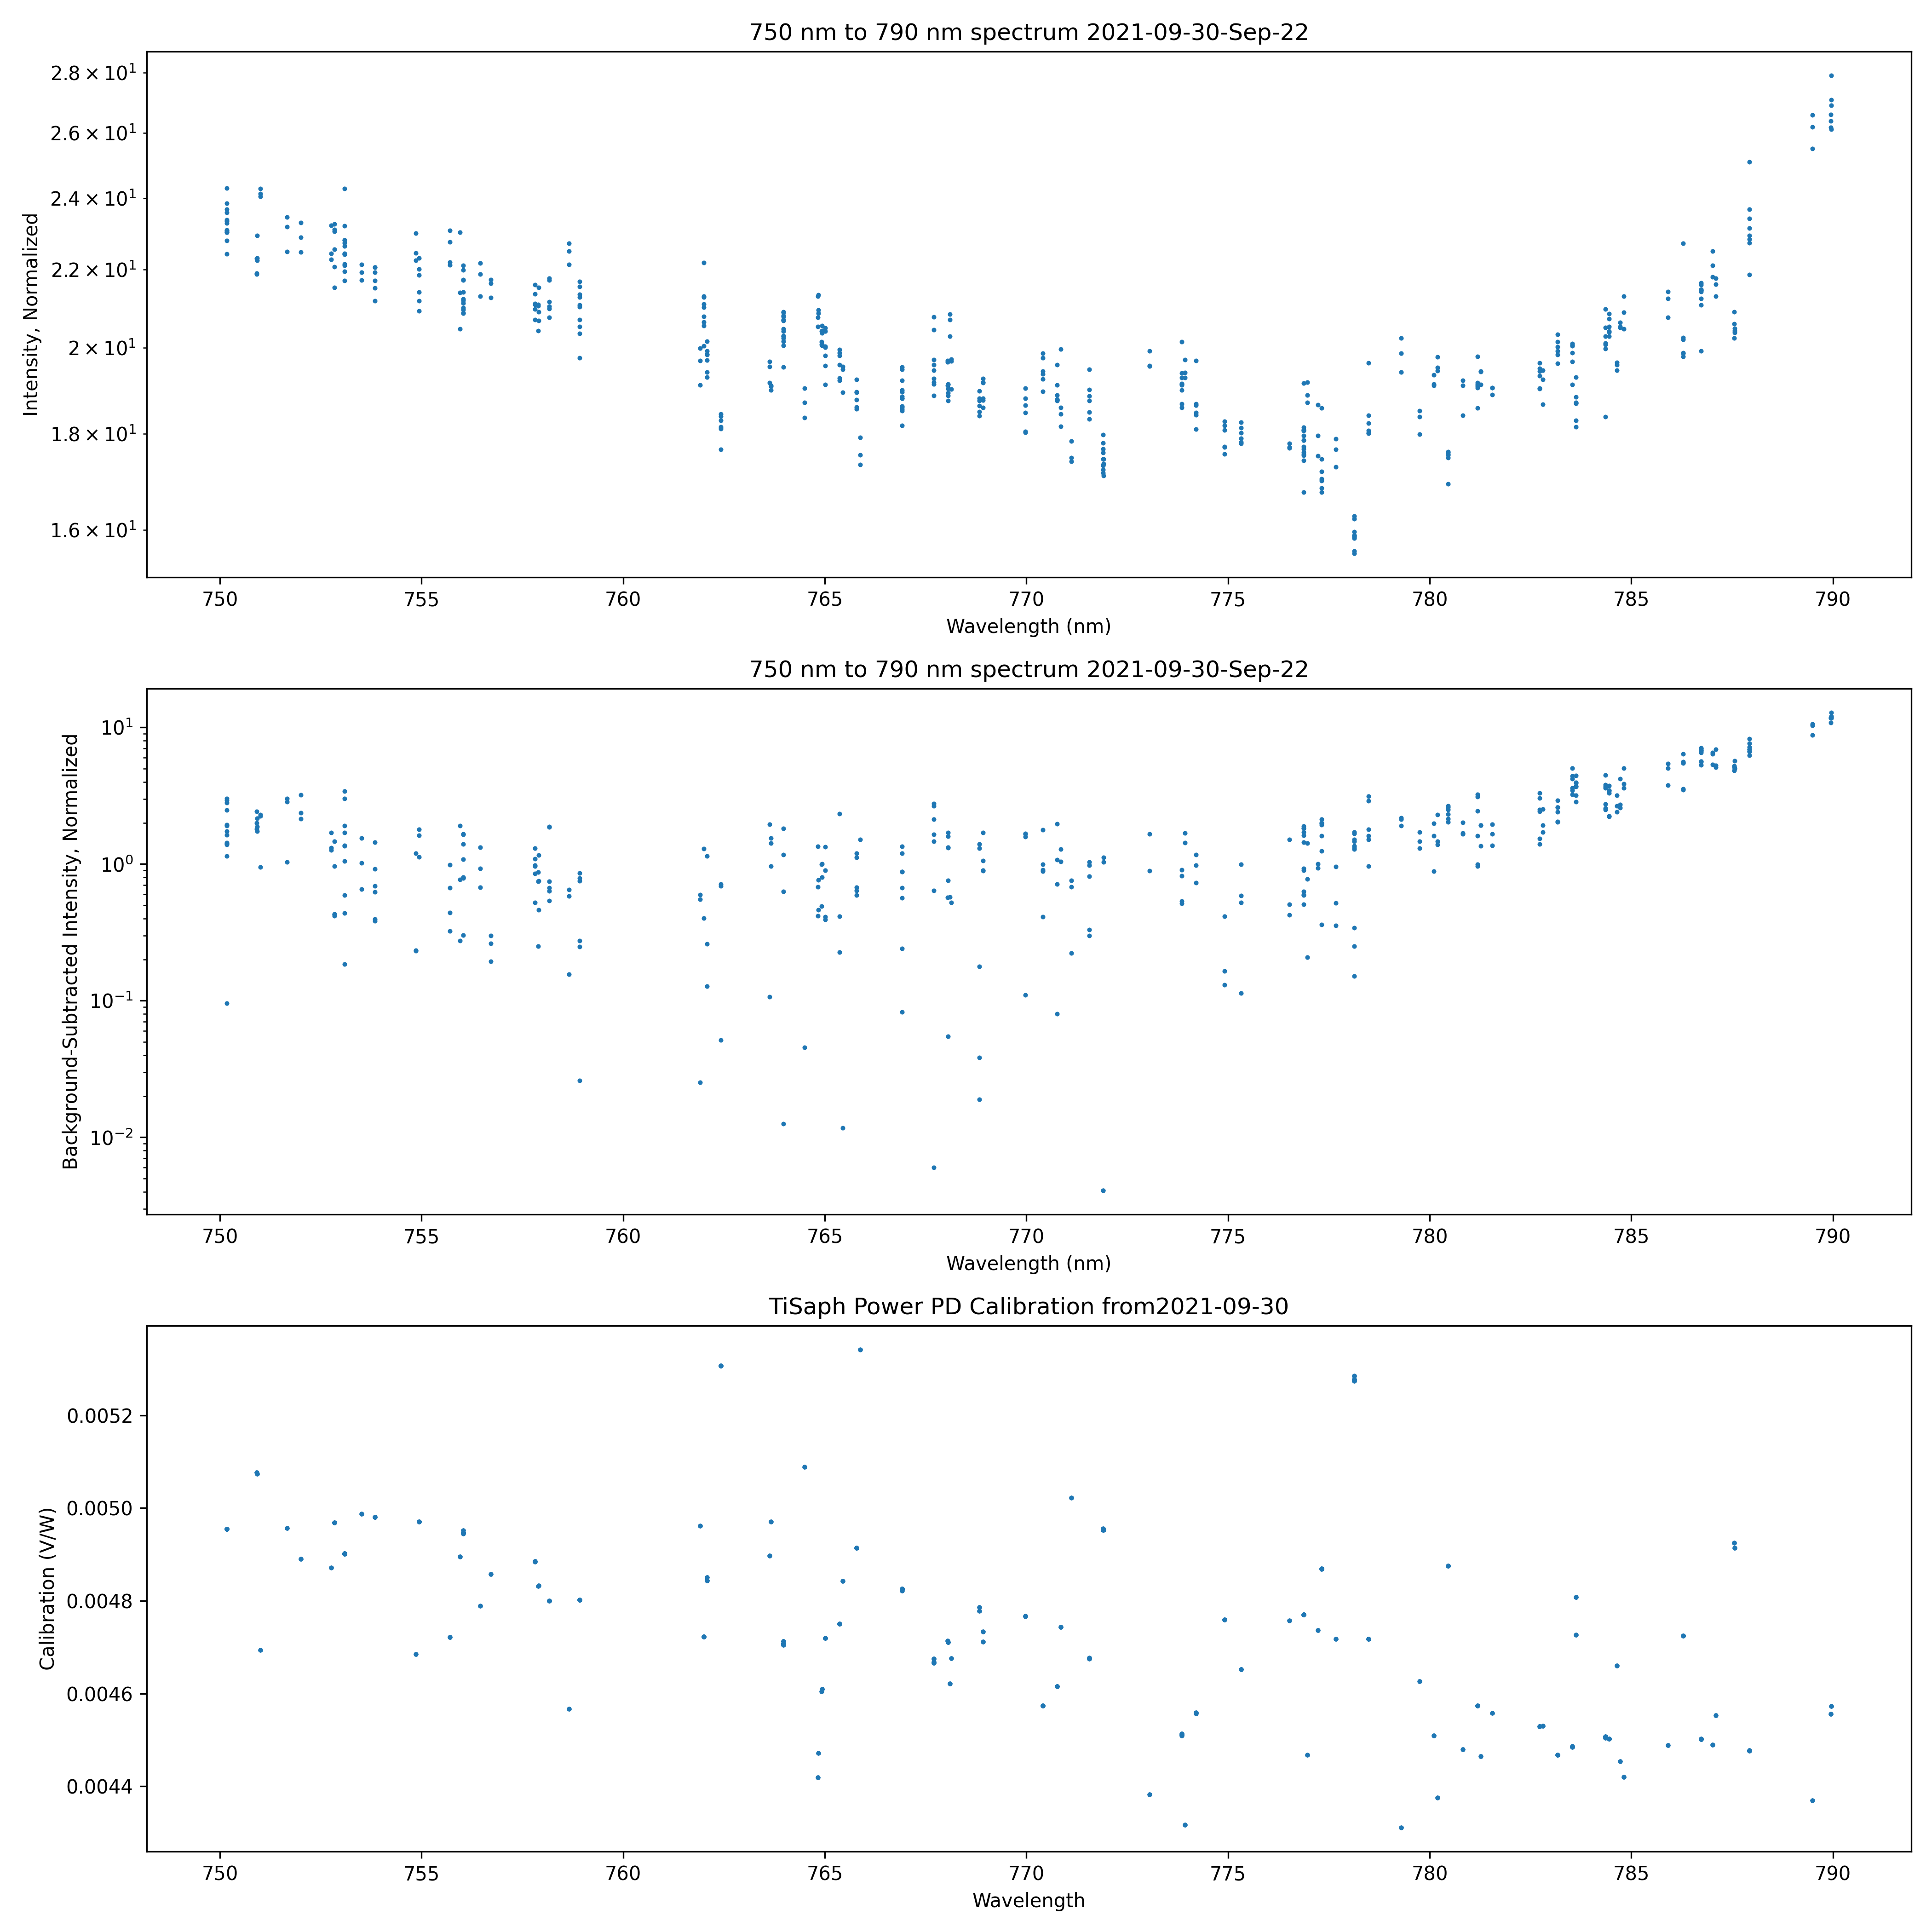 750 nm to 790 nm spectrum 2021-09-30-Sep-22
Intensity, Normalized
2.8 × 10¹
2.6 × 10¹
2.4 × 10¹
2.2 × 10¹
2 × 10¹
1.8 × 10¹
1.6 × 10¹
750 755 760 765 770 775 780 785 790
Wavelength (nm)
750 nm to 790 nm spectrum 2021-09-30-Sep-22
Background-Subtracted Intensity, Normalized
10¹
10⁰
10⁻¹
10⁻²
750 755 760 765 770 775 780 785 790
Wavelength (nm)
TiSaph Power PD Calibration from2021-09-30
Calibration (V/W)
0.0052
0.0050
0.0048
0.0046
0.0044
750 755 760 765 770 775 780 785 790
Wavelength